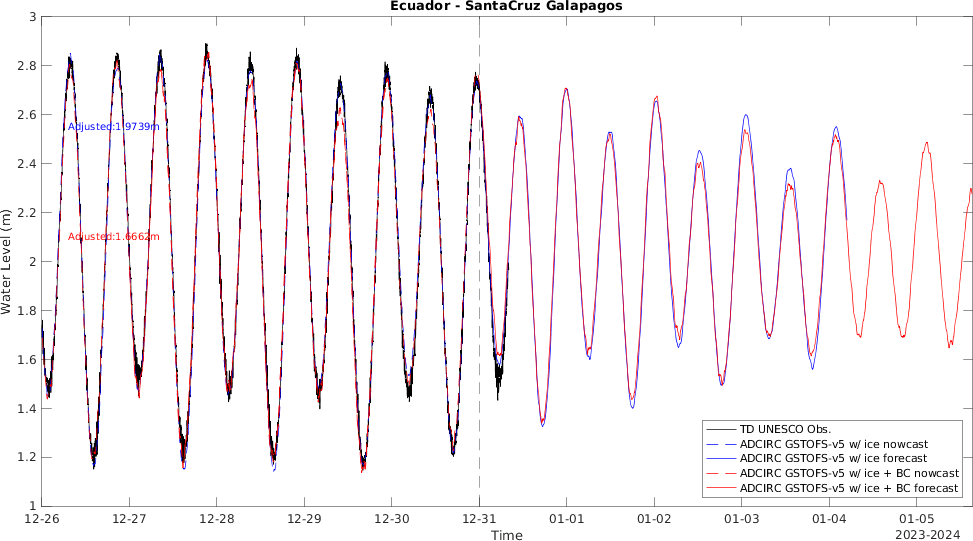 Ecuador - SantaCruz Galapagos
3
2.8
2.6
2.4
2.2
2
1.8
1.6
1.4
1.2
1
Water Level (m)
Adjusted:1.9739m
Adjusted:1.6662m
TD UNESCO Obs.
ADCIRC GSTOFS-v5 w/ ice nowcast
ADCIRC GSTOFS-v5 w/ ice forecast
ADCIRC GSTOFS-v5 w/ ice + BC nowcast
ADCIRC GSTOFS-v5 w/ ice + BC forecast
12-26 12-27 12-28 12-29 12-30 12-31 01-01 01-02 01-03 01-04 01-05
Time
2023-2024